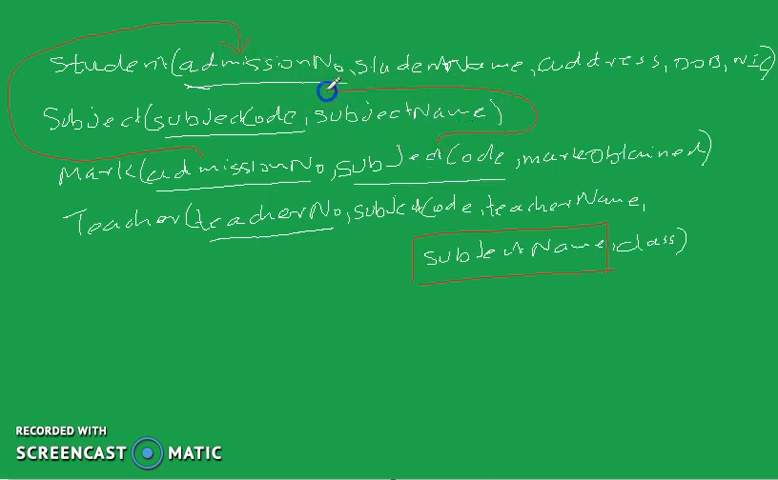 Student(admissionNo,studentName,address,DOB,NIC)
Subject(subjectCode,subjectName)
Mark(admissionNo,subjectCode,markObtained)
Teacher(teacherNo,subjectCode,teacherName,
subjectName,class)
RECORDED WITH
SCREENCAST MATIC